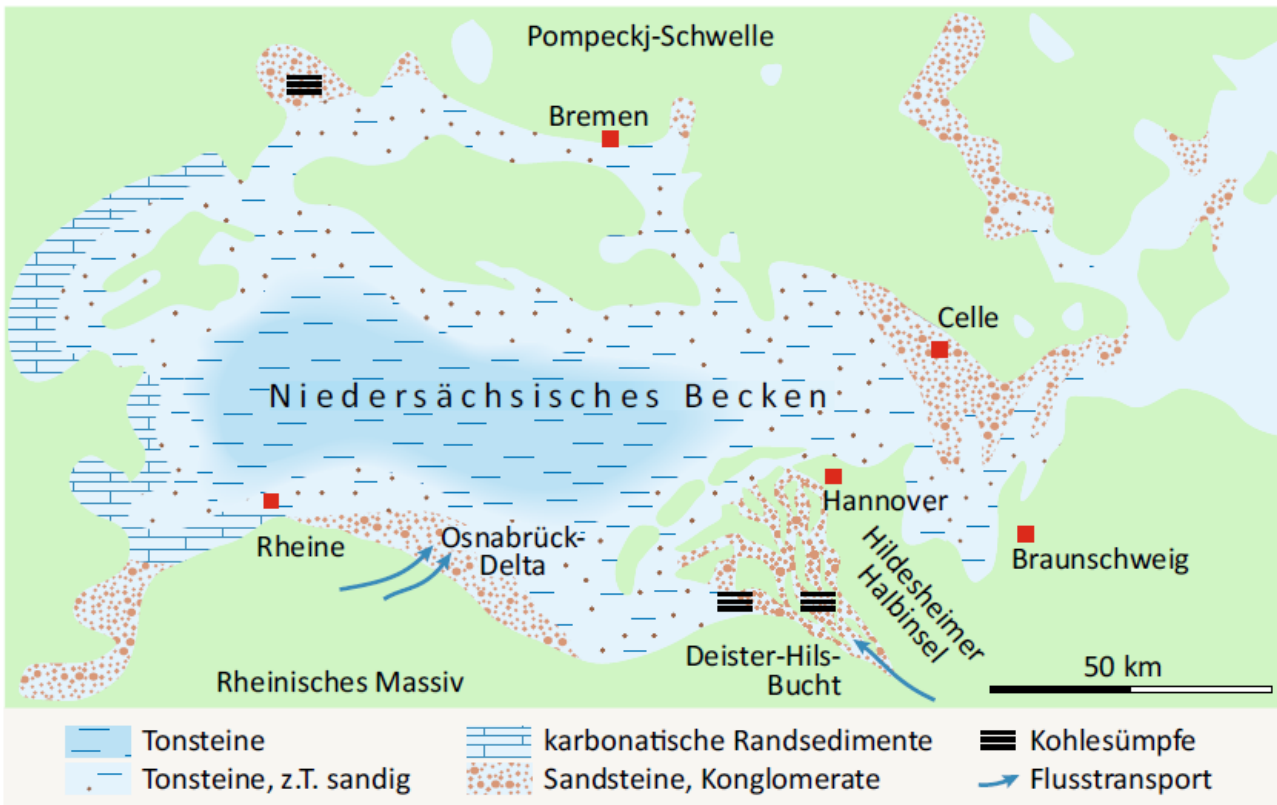 Pompeckj-Schwelle
Bremen
Celle
Niedersächsisches Becken
Hannover
Rheine
Osnabrück-
Delta
Hildesheimer
Halbinsel
Braunschweig
Deister-Hils-
Bucht
Rheinisches Massiv
50 km
Tonsteine
karbonatische Randsedimente
Kohlesümpfe
Tonsteine, z.T. sandig
Sandsteine, Konglomerate
Flusstransport